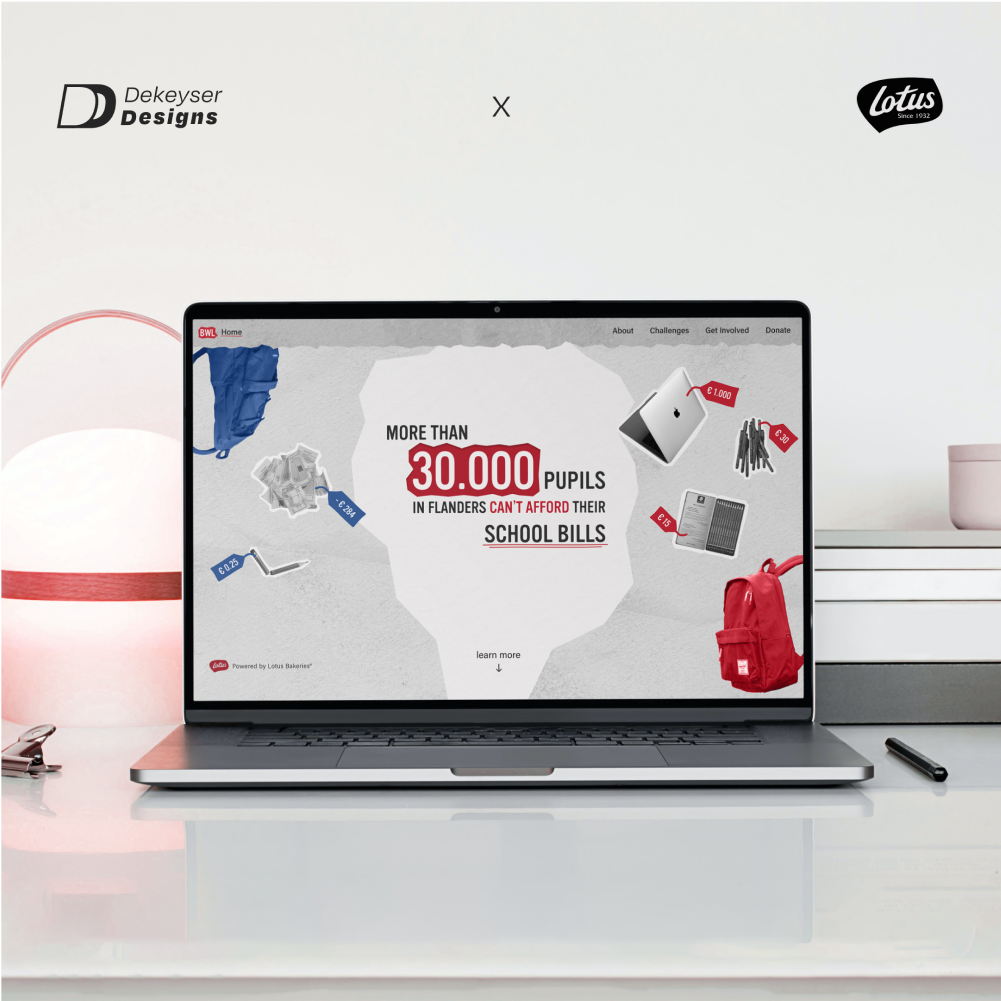 Dekeyser
Designs
X
Lotus
Since 1932
BWL Home
About Challenges Get Involved Donate
€ 1.000
MORE THAN
€ 30
30.000 PUPILS
- € 284
IN FLANDERS CAN'T AFFORD THEIR
€ 15
SCHOOL BILLS
€ 0.25
learn more
Lotus Powered by Lotus Bakeries®